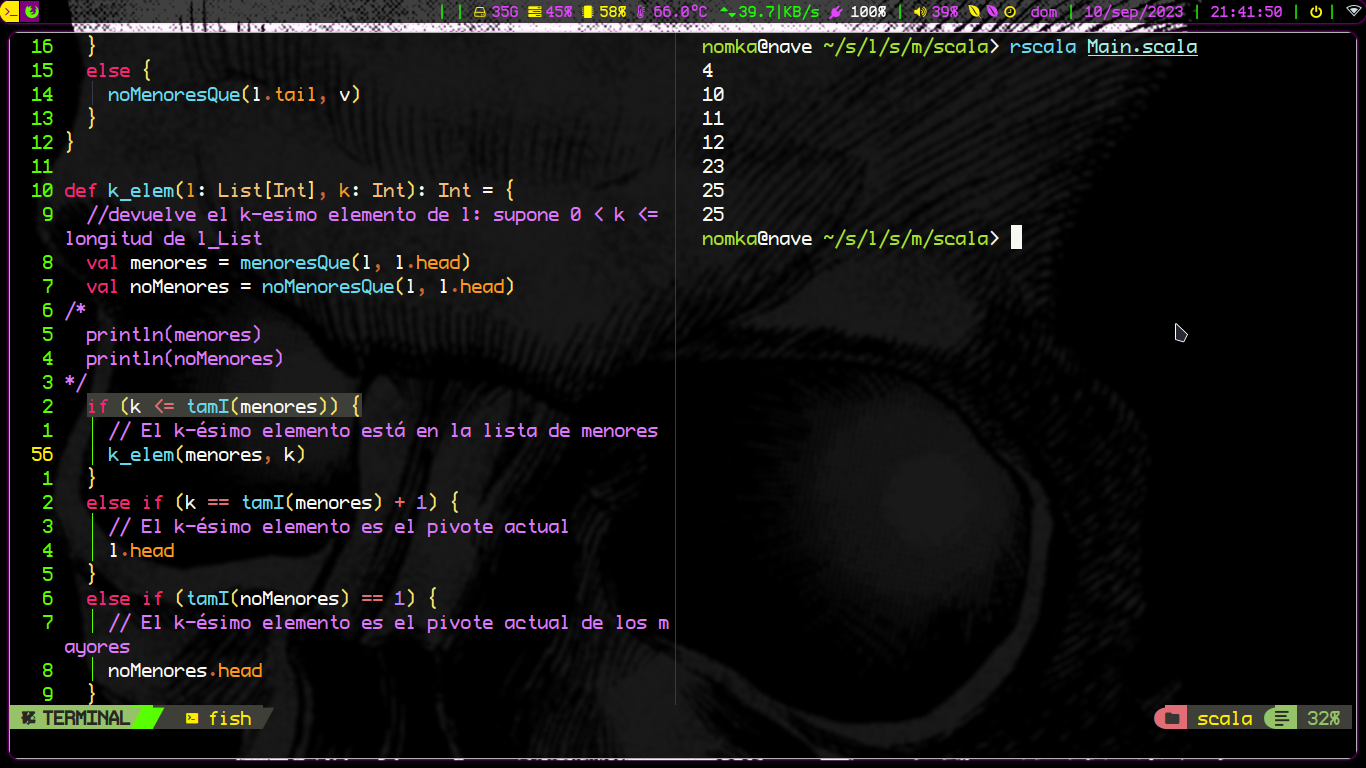 | | 35G 45% 58% 66.0°C 39.7|KB/s 100% | 39% dom | 10/sep/2023 | 21:41:50 | |
16 }
15 else {
14 noMenoresQue(l.tail, v)
13 }
12 }
11
10 def k_elem(l: List[Int], k: Int): Int = {
9 //devuelve el k-esimo elemento de l: supone 0 < k <=
longitud de l_List
8 val menores = menoresQue(l, l.head)
7 val noMenores = noMenoresQue(l, l.head)
6 /*
5 println(menores)
4 println(noMenores)
3 */
2 if (k <= tamI(menores)) {
1 // El k-ésimo elemento está en la lista de menores
56 k_elem(menores, k)
1 }
2 else if (k == tamI(menores) + 1) {
3 // El k-ésimo elemento es el pivote actual
4 l.head
5 }
6 else if (tamI(noMenores) == 1) {
7 // El k-ésimo elemento es el pivote actual de los m
ayores
8 noMenores.head
9 }
nomka@nave ~/s/l/s/m/scala> rscala Main.scala
4
10
11
12
23
25
25
nomka@nave ~/s/l/s/m/scala>
TERMINAL fish scala 32%